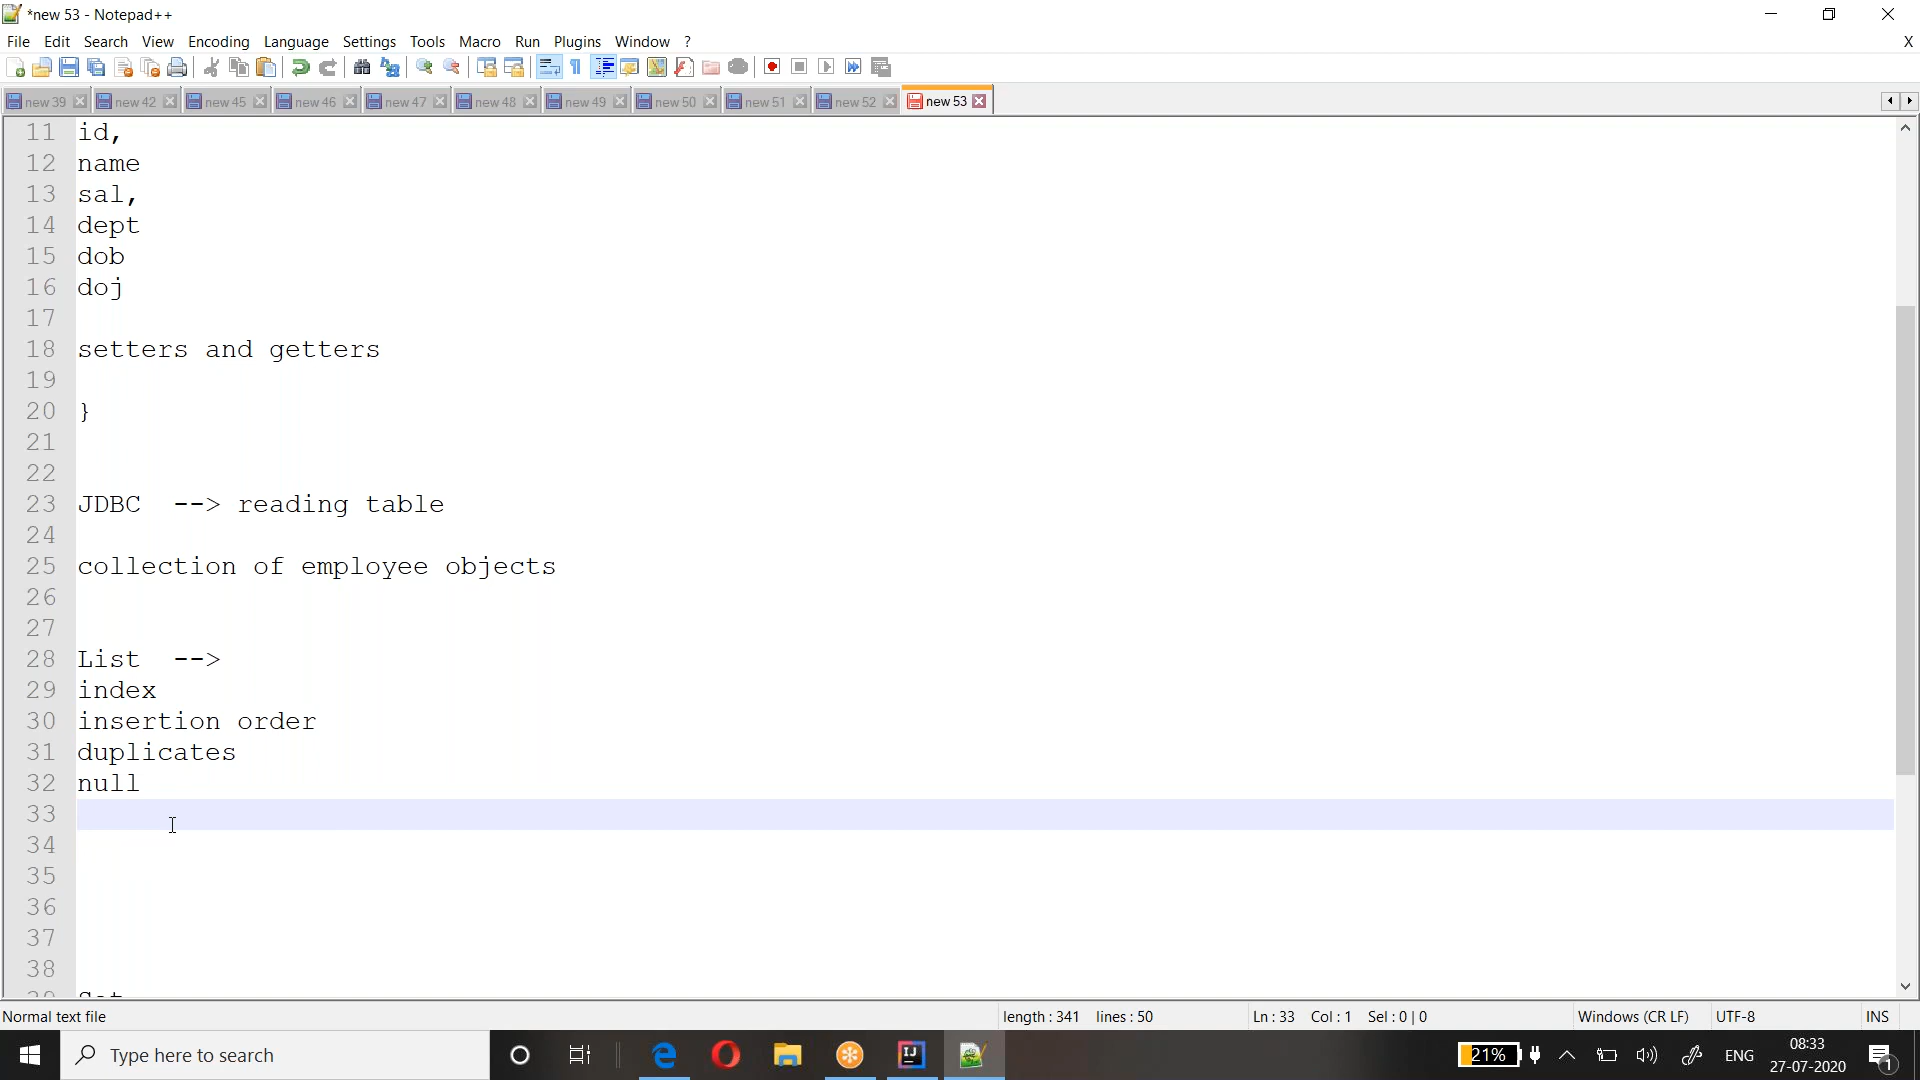 *new 53 - Notepad++
File Edit Search View Encoding Language Settings Tools Macro Run Plugins Window ? X
new 39 new 42 new 45 new 46 new 47 new 48 new 49 new 50 new 51 new 52 new 53
11 id,
12 name
13 sal,
14 dept
15 dob
16 doj
17
18 setters and getters
19
20 }
21
22
23 JDBC --> reading table
24
25 collection of employee objects
26
27
28 List -->
29 index
30 insertion order
31 duplicates
32 null
33
34
35
36
37
38
39 Set
Normal text file length : 341 lines : 50 Ln : 33 Col : 1 Sel : 0 | 0 Windows (CR LF) UTF-8 INS
Type here to search 21% ENG 08:33
27-07-2020 1